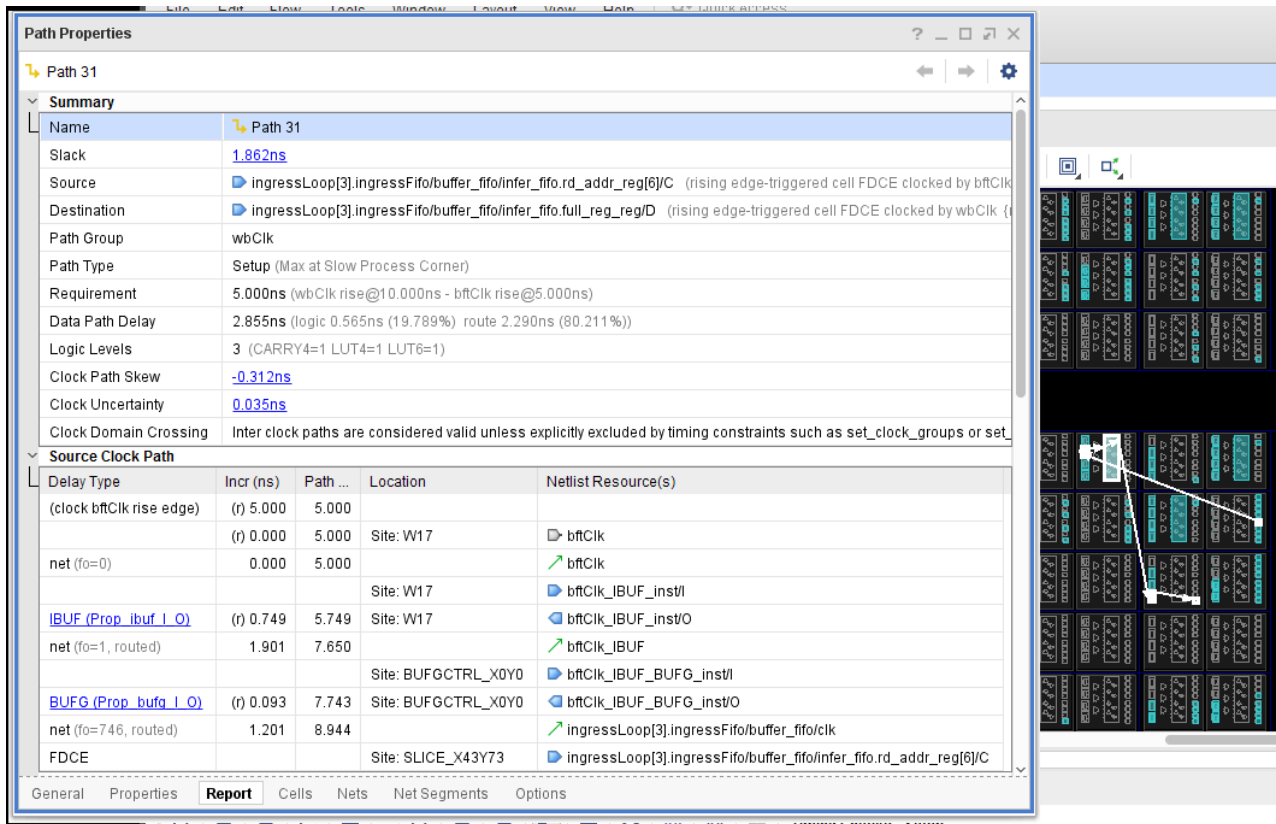 File Edit Flow Tools Window Layout View Help Quick Access
Path Properties
Path 31
Summary
Name Path 31
Slack 1.862ns
Source ingressLoop[3].ingressFifo/buffer_fifo/infer_fifo.rd_addr_reg[6]/C (rising edge-triggered cell FDCE clocked by bftClk
Destination ingressLoop[3].ingressFifo/buffer_fifo/infer_fifo.full_reg_reg/D (rising edge-triggered cell FDCE clocked by wbClk {
Path Group wbClk
Path Type Setup (Max at Slow Process Corner)
Requirement 5.000ns (wbClk rise@10.000ns - bftClk rise@5.000ns)
Data Path Delay 2.855ns (logic 0.565ns (19.789%) route 2.290ns (80.211%))
Logic Levels 3 (CARRY4=1 LUT4=1 LUT6=1)
Clock Path Skew -0.312ns
Clock Uncertainty 0.035ns
Clock Domain Crossing Inter clock paths are considered valid unless explicitly excluded by timing constraints such as set_clock_groups or set_
Source Clock Path
Delay Type Incr (ns) Path ... Location Netlist Resource(s)
(clock bftClk rise edge) (r) 5.000 5.000
(r) 0.000 5.000 Site: W17 bftClk
net (fo=0) 0.000 5.000 bftClk
Site: W17 bftClk_IBUF_inst/I
IBUF (Prop_ibuf_I_O) (r) 0.749 5.749 Site: W17 bftClk_IBUF_inst/O
net (fo=1, routed) 1.901 7.650 bftClk_IBUF
Site: BUFGCTRL_X0Y0 bftClk_IBUF_BUFG_inst/I
BUFG (Prop_bufg_I_O) (r) 0.093 7.743 Site: BUFGCTRL_X0Y0 bftClk_IBUF_BUFG_inst/O
net (fo=746, routed) 1.201 8.944 ingressLoop[3].ingressFifo/buffer_fifo/clk
FDCE Site: SLICE_X43Y73 ingressLoop[3].ingressFifo/buffer_fifo/infer_fifo.rd_addr_reg[6]/C
General Properties Report Cells Nets Net Segments Options